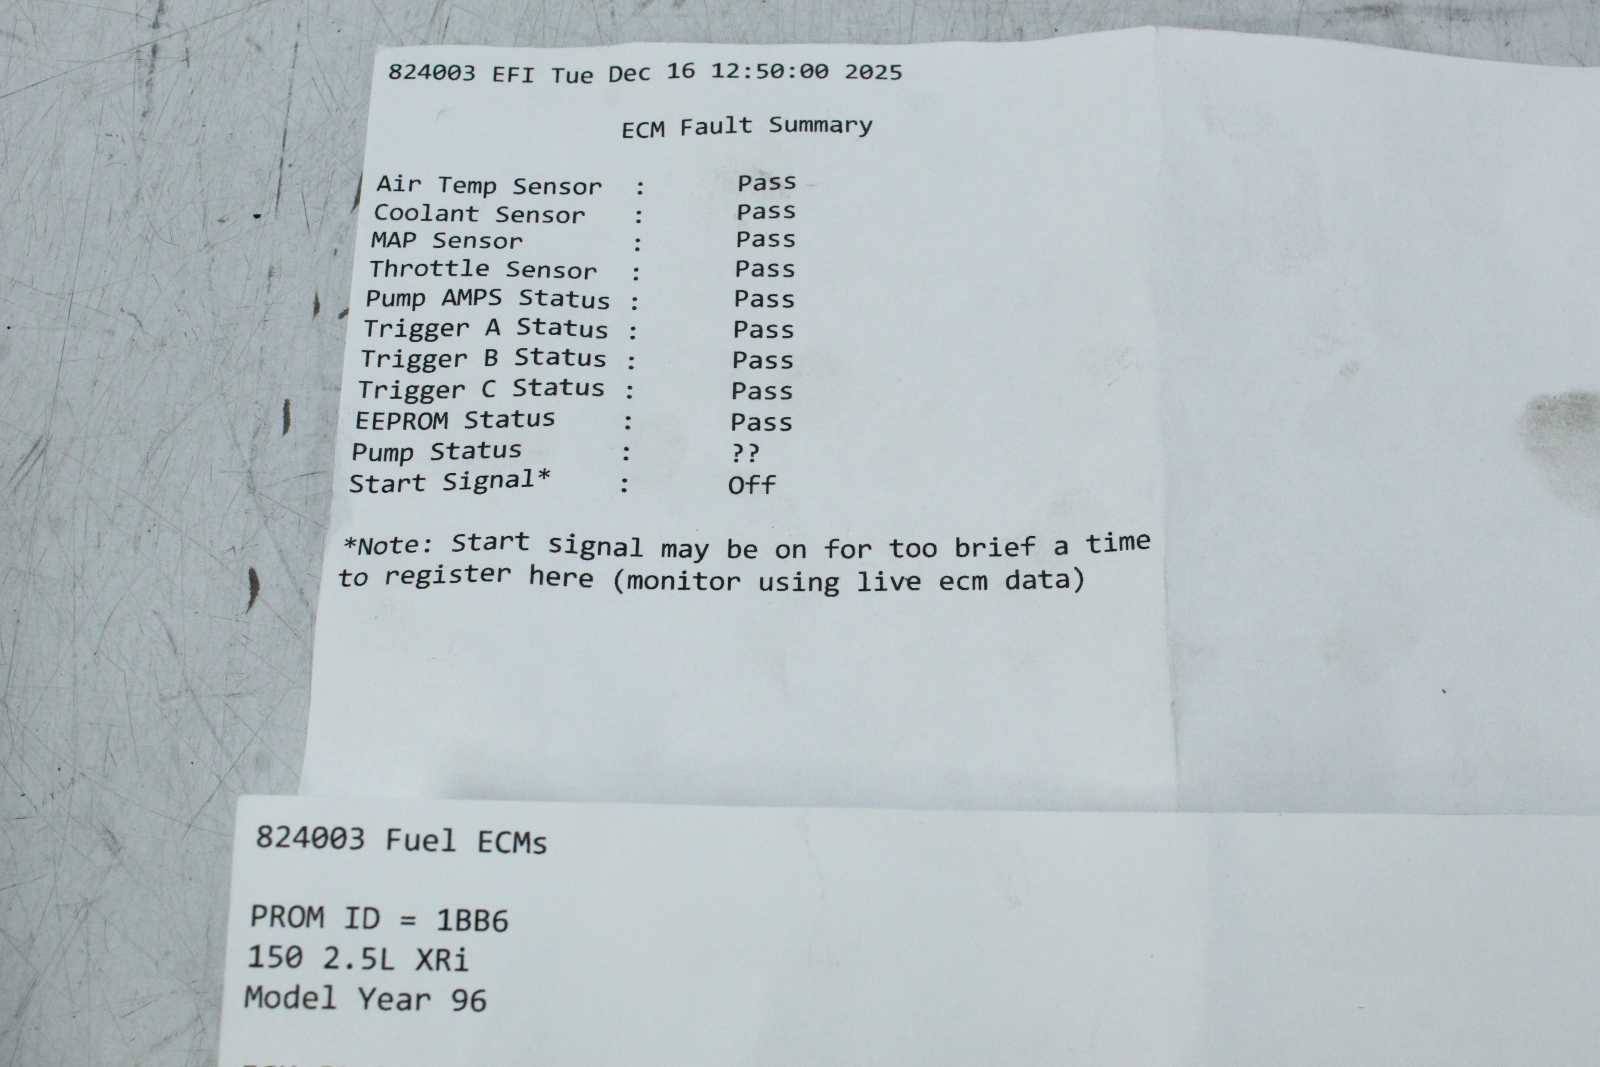 824003 EFI Tue Dec 16 12:50:00 2025
ECM Fault Summary
Air Temp Sensor : Pass
Coolant Sensor : Pass
MAP Sensor : Pass
Throttle Sensor : Pass
Pump AMPS Status : Pass
Trigger A Status : Pass
Trigger B Status : Pass
Trigger C Status : Pass
EEPROM Status : Pass
Pump Status : ??
Start Signal* : Off
*Note: Start signal may be on for too brief a time
to register here (monitor using live ecm data)
824003 Fuel ECMs
PROM ID = 1BB6
150 2.5L XRi
Model Year 96